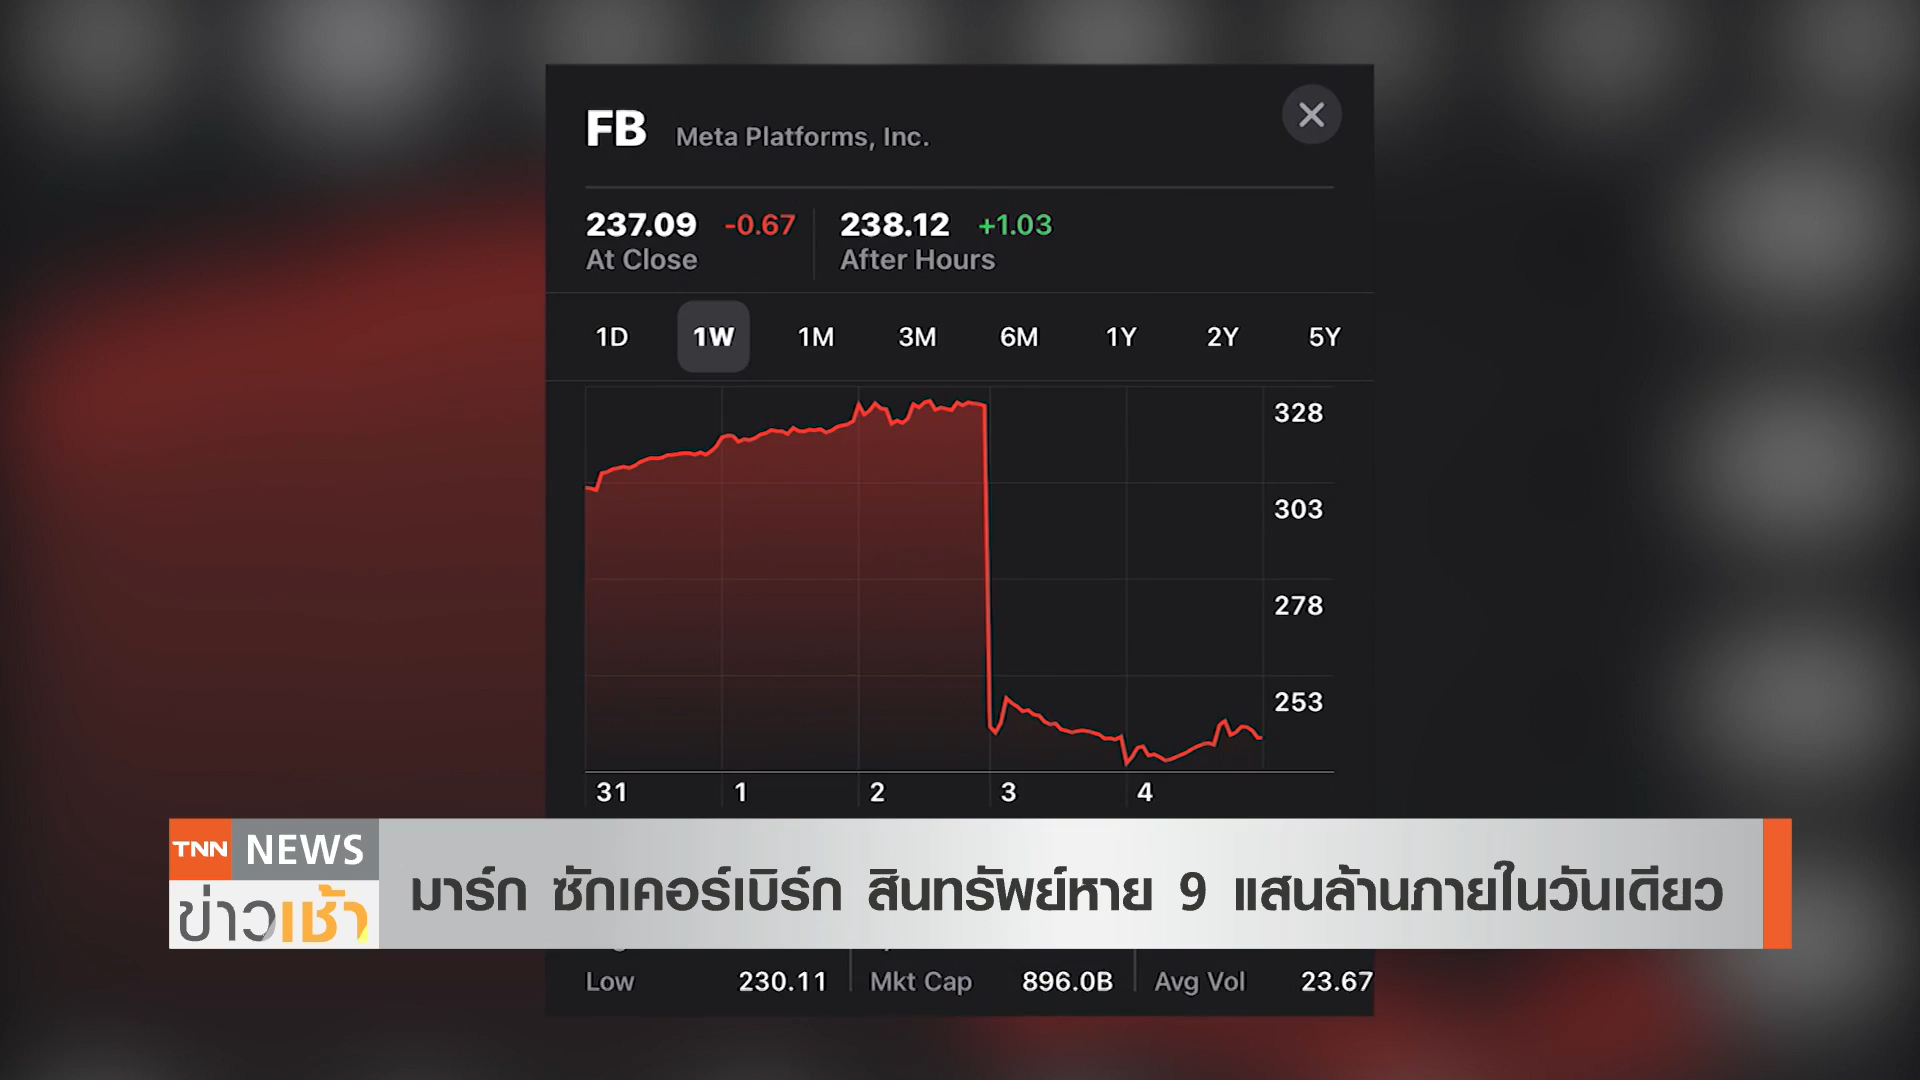 FB Meta Platforms, Inc.
237.09 -0.67 238.12 +1.03
At Close After Hours
1D 1W 1M 3M 6M 1Y 2Y 5Y
328
303
278
253
31 1 2 3 4
TNN NEWS
ข่าวเช้า
มาร์ก ซักเคอร์เบิร์ก สินทรัพย์หาย 9 แสนล้านภายในวันเดียว
Low 230.11 Mkt Cap 896.0B Avg Vol 23.67